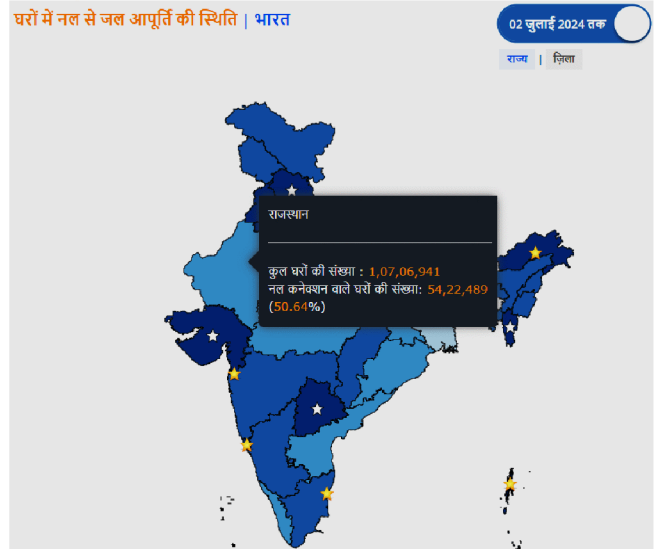 घरों में नल से जल आपूर्ति की स्थिति | भारत
02 जुलाई 2024 तक
राज्य | ज़िला
राजस्थान
कुल घरों की संख्या : 1,07,06,941
नल कनेक्शन वाले घरों की संख्या: 54,22,489
(50.64%)